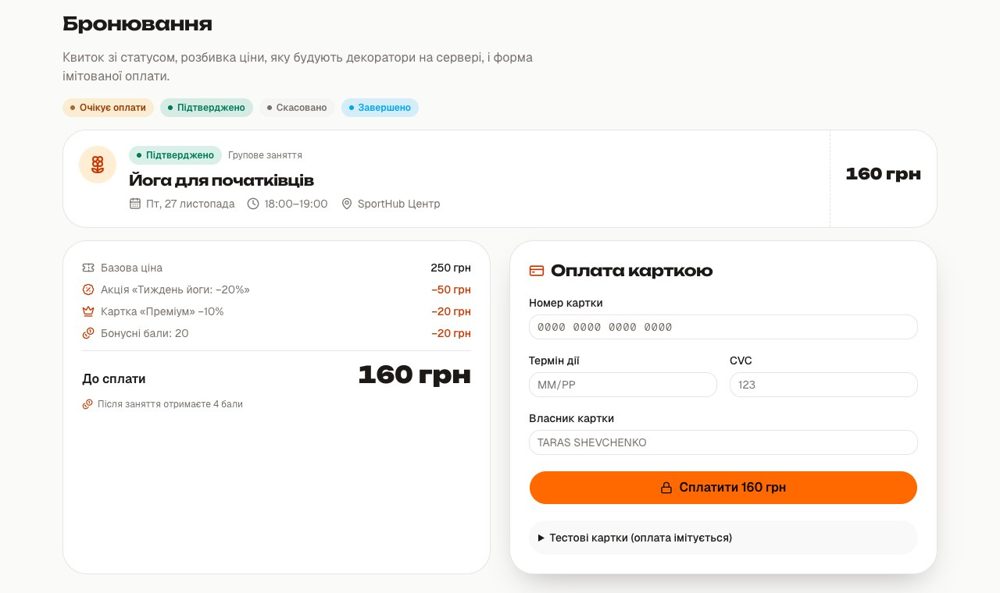 Бронювання
Квиток зі статусом, розбивка ціни, яку будують декоратори на сервері, і форма
імітованої оплати.
Очікує оплати Підтверджено Скасовано Завершено
Підтверджено Групове заняття
Йога для початківців
Пт, 27 листопада 18:00–19:00 SportHub Центр
160 грн
Базова ціна 250 грн
Акція «Тиждень йоги: −20%» −50 грн
Картка «Преміум» −10% −20 грн
Бонусні бали: 20 −20 грн
До сплати 160 грн
Після заняття отримаєте 4 бали
Оплата карткою
Номер картки
0000 0000 0000 0000
Термін дії CVC
ММ/РР 123
Власник картки
TARAS SHEVCHENKO
Сплатити 160 грн
Тестові картки (оплата імітується)